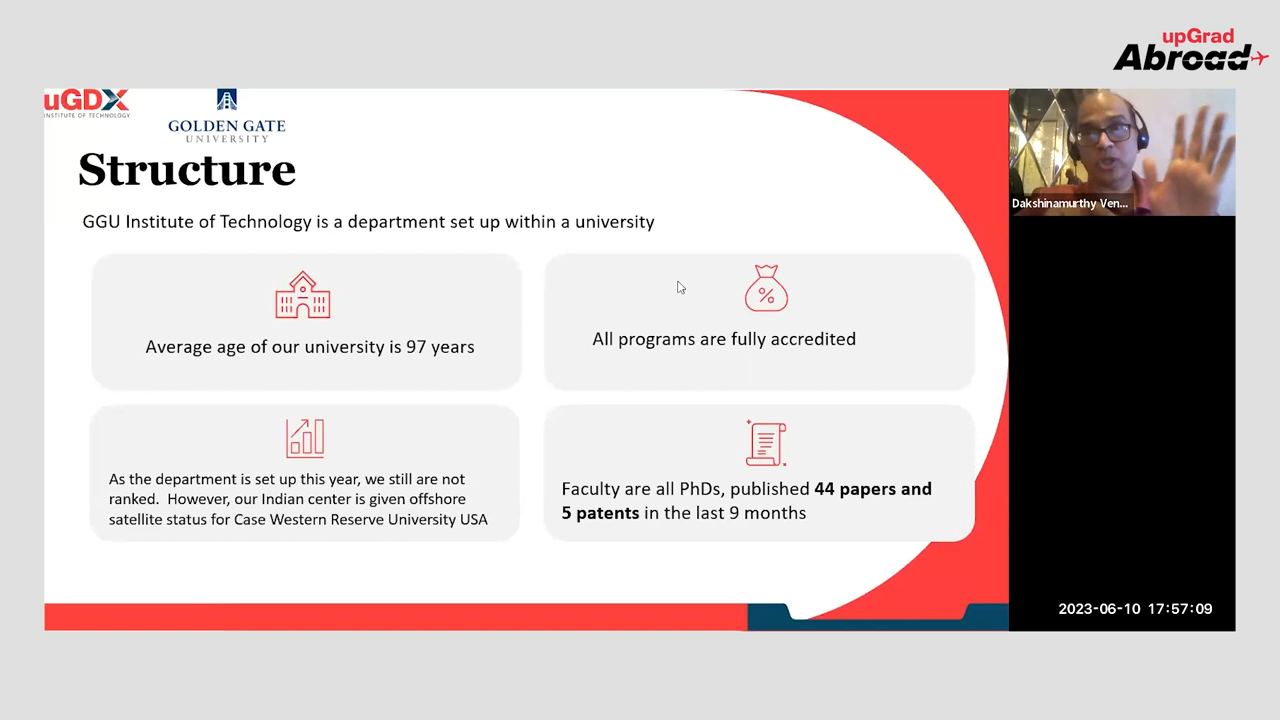 upGrad
Abroad
uGDX
INSTITUTE OF TECHNOLOGY
GOLDEN GATE
UNIVERSITY
Structure
GGU Institute of Technology is a department set up within a university
Average age of our university is 97 years
%
All programs are fully accredited
As the department is set up this year, we still are not
ranked. However, our Indian center is given offshore
satellite status for Case Western Reserve University USA
Faculty are all PhDs, published 44 papers and
5 patents in the last 9 months
Dakshinamurthy Ven...
2023-06-10 17:57:09